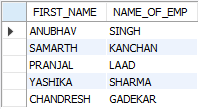 FIRST_NAME NAME_OF_EMP
ANUBHAV SINGH
SAMARTH KANCHAN
PRANJAL LAAD
YASHIKA SHARMA
CHANDRESH GADEKAR